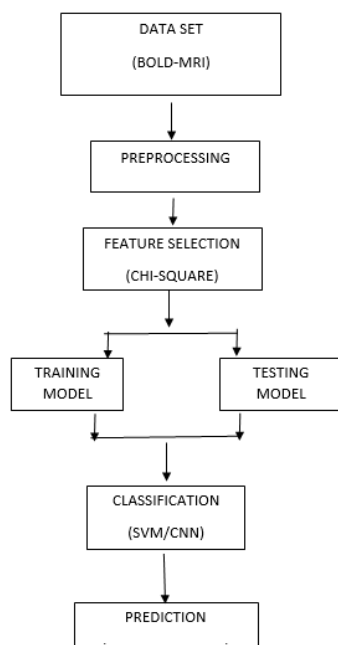 DATA SET
(BOLD-MRI)
PREPROCESSING
FEATURE SELECTION
(CHI-SQUARE)
TRAINING
MODEL
TESTING
MODEL
CLASSIFICATION
(SVM/CNN)
PREDICTION